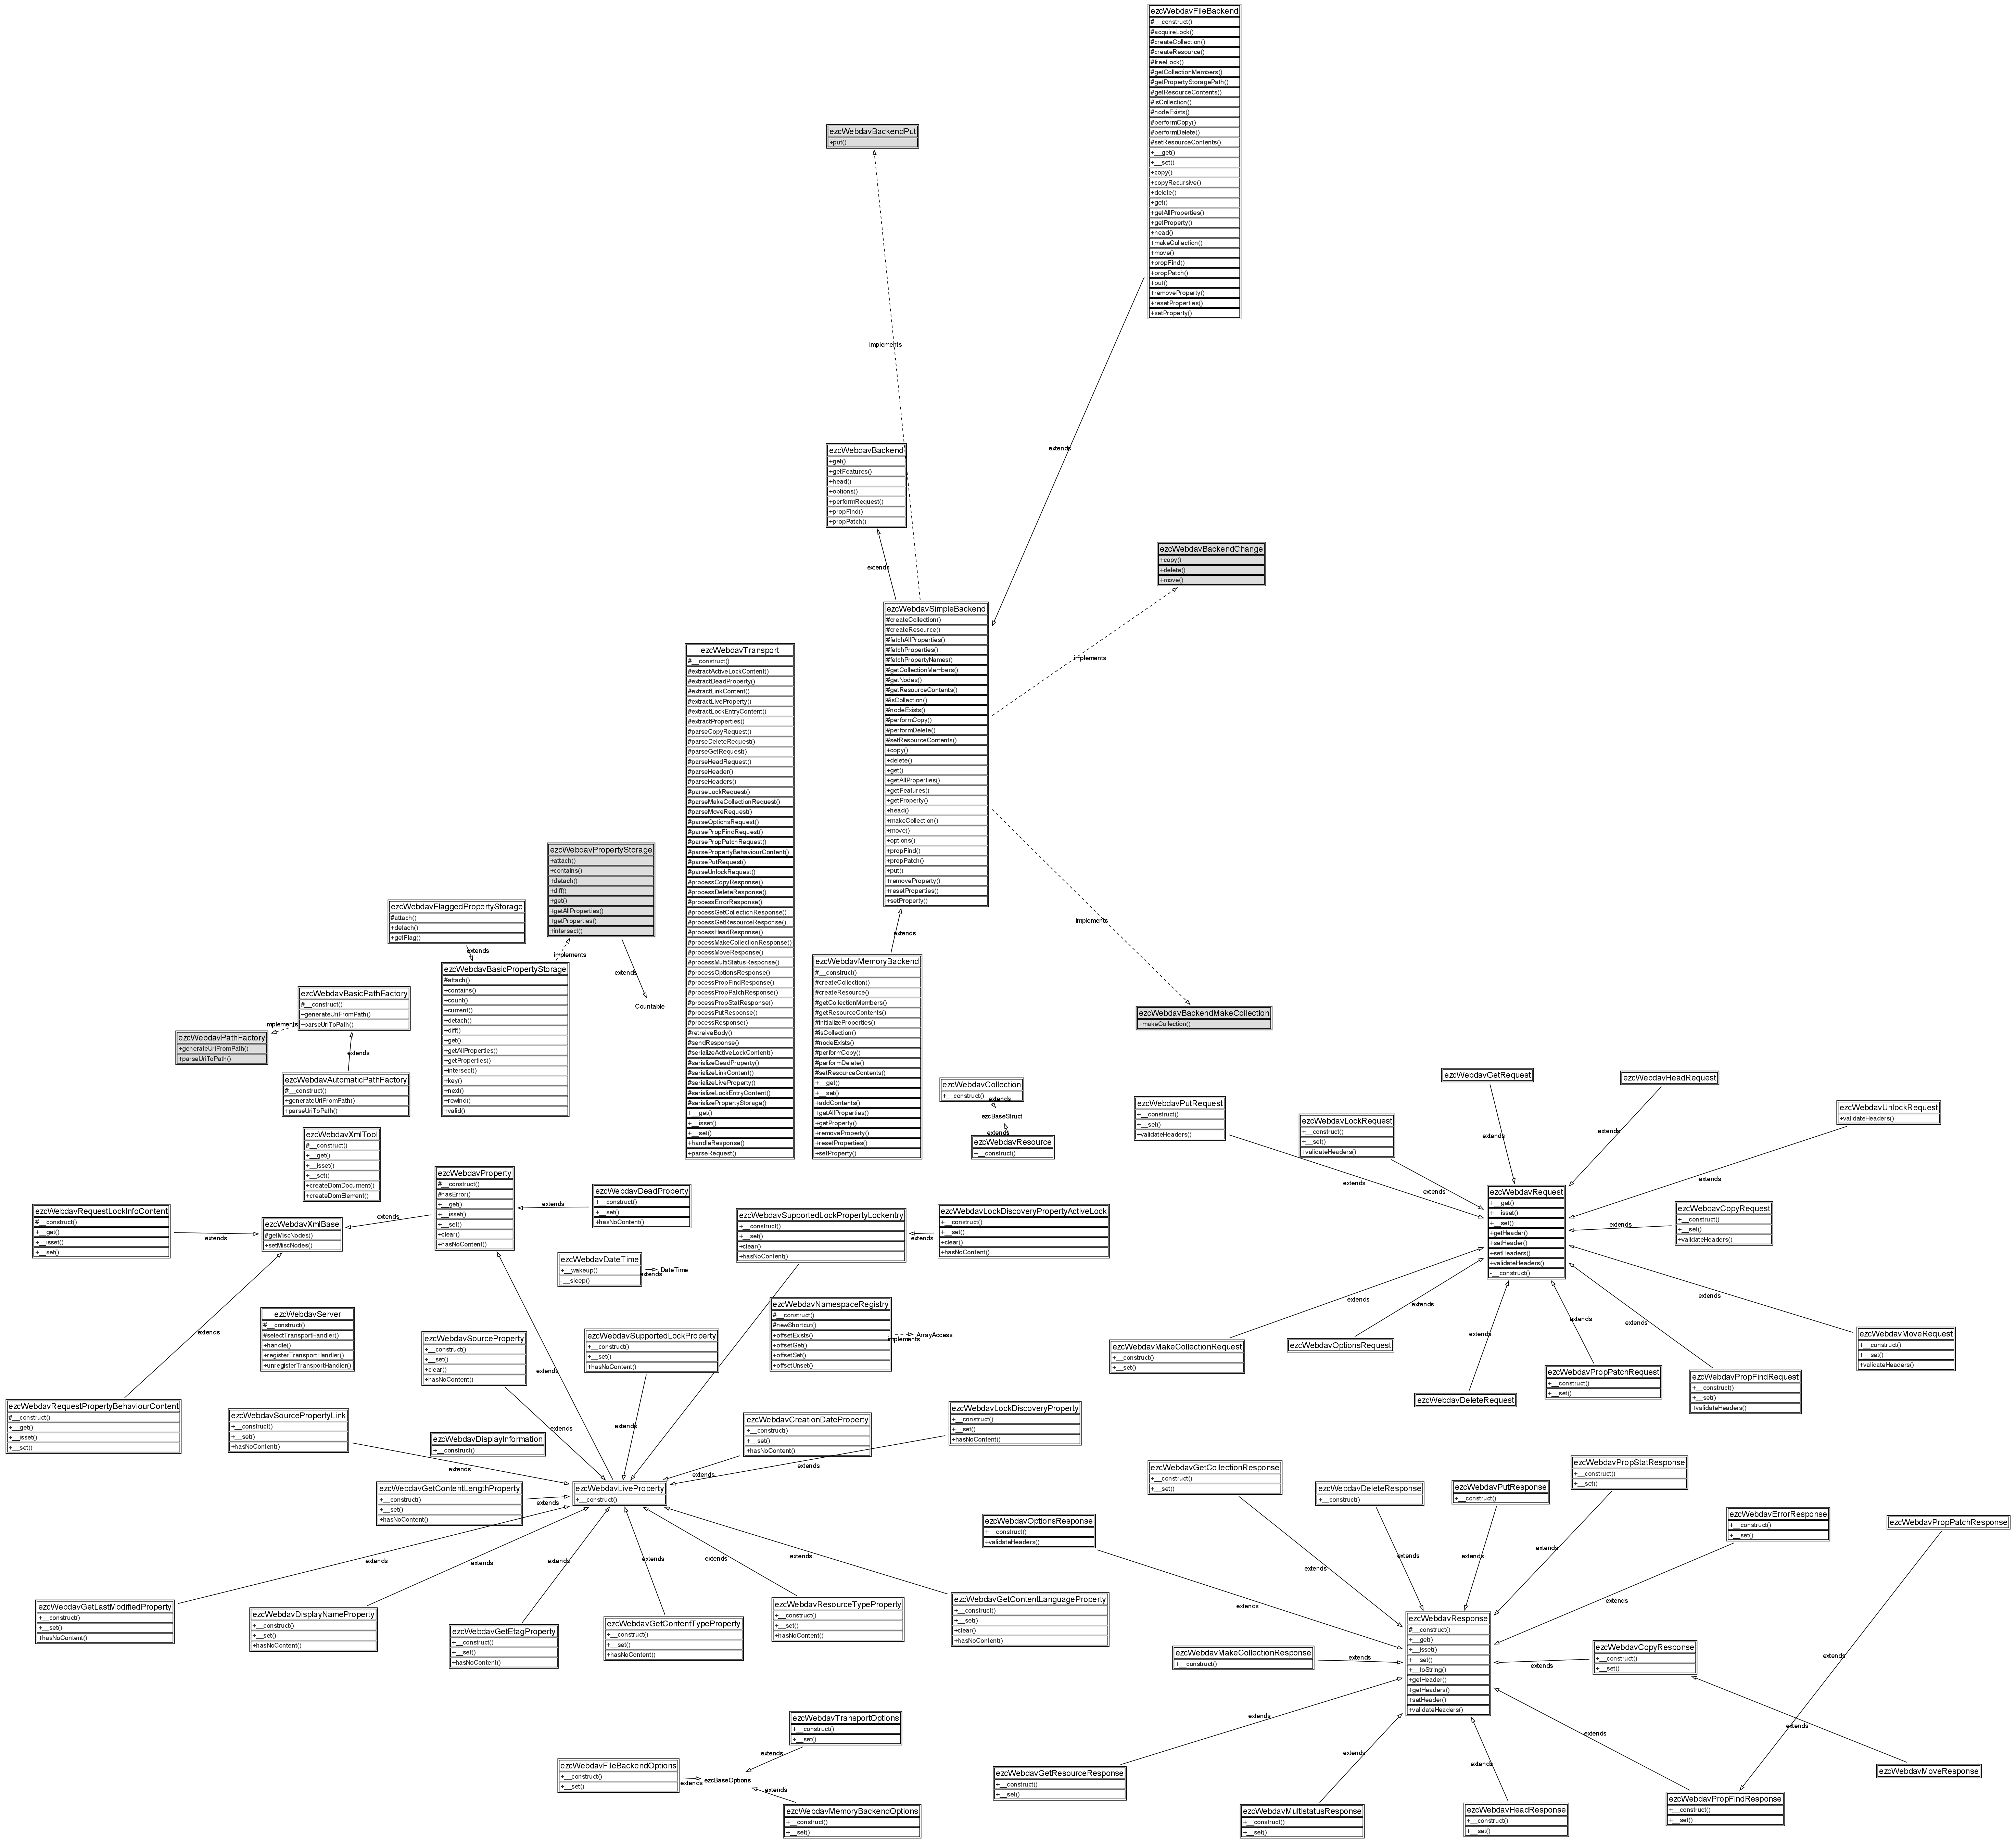 ezcWebdavFileBackend
#__construct()
#acquireLock()
#createCollection()
#createResource()
#freeLock()
#getCollectionMembers()
#getPropertyStoragePath()
#getResourceContents()
#isCollection()
#nodeExists()
#performCopy()
#performDelete()
#setResourceContents()
+__get()
+__set()
+copy()
+copyRecursive()
+delete()
+get()
+getAllProperties()
+getProperty()
+head()
+makeCollection()
+move()
+propFind()
+propPatch()
+put()
+removeProperty()
+resetProperties()
+setProperty()
ezcWebdavBackendPut
+put()
implements
extends
ezcWebdavBackend
+get()
+getFeatures()
+head()
+options()
+performRequest()
+propFind()
+propPatch()
extends
ezcWebdavBackendChange
+copy()
+delete()
+move()
implements
ezcWebdavSimpleBackend
#createCollection()
#createResource()
#fetchAllProperties()
#fetchProperties()
#fetchPropertyNames()
#getCollectionMembers()
#getNodes()
#getResourceContents()
#isCollection()
#nodeExists()
#performCopy()
#performDelete()
#setResourceContents()
+copy()
+delete()
+get()
+getAllProperties()
+getFeatures()
+getProperty()
+head()
+makeCollection()
+move()
+options()
+propFind()
+propPatch()
+put()
+removeProperty()
+resetProperties()
+setProperty()
ezcWebdavTransport
#__construct()
#extractActiveLockContent()
#extractDeadProperty()
#extractLinkContent()
#extractLiveProperty()
#extractLockEntryContent()
#extractProperties()
#parseCopyRequest()
#parseDeleteRequest()
#parseGetRequest()
#parseHeadRequest()
#parseHeader()
#parseHeaders()
#parseLockRequest()
#parseMakeCollectionRequest()
#parseMoveRequest()
#parseOptionsRequest()
#parsePropFindRequest()
#parsePropPatchRequest()
#parsePropertyBehaviourContent()
#parsePutRequest()
#parseUnlockRequest()
#processCopyResponse()
#processDeleteResponse()
#processErrorResponse()
#processGetCollectionResponse()
#processGetResourceResponse()
#processHeadResponse()
#processMakeCollectionResponse()
#processMoveResponse()
#processMultiStatusResponse()
#processOptionsResponse()
#processPropFindResponse()
#processPropPatchResponse()
#processPropStatResponse()
#processPutResponse()
#processResponse()
#retreiveBody()
#sendResponse()
#serializeActiveLockContent()
#serializeDeadProperty()
#serializeLinkContent()
#serializeLiveProperty()
#serializeLockEntryContent()
#serializePropertyStorage()
+__get()
+__isset()
+__set()
+handleResponse()
+parseRequest()
ezcWebdavPropertyStorage
+attach()
+contains()
+detach()
+diff()
+get()
+getAllProperties()
+getProperties()
+intersect()
extends
Countable
ezcWebdavFlaggedPropertyStorage
#attach()
+detach()
+getFlag()
extends
implements
ezcWebdavBasicPropertyStorage
#attach()
+contains()
+count()
+current()
+detach()
+diff()
+get()
+getAllProperties()
+getProperties()
+intersect()
+key()
+next()
+rewind()
+valid()
ezcWebdavBasicPathFactory
#__construct()
+generateUriFromPath()
+parseUriToPath()
implements
ezcWebdavPathFactory
+generateUriFromPath()
+parseUriToPath()
extends
ezcWebdavAutomaticPathFactory
#__construct()
+generateUriFromPath()
+parseUriToPath()
extends
ezcWebdavMemoryBackend
#__construct()
#createCollection()
#createResource()
#getCollectionMembers()
#getResourceContents()
#initializeProperties()
#isCollection()
#nodeExists()
#performCopy()
#performDelete()
#setResourceContents()
+__get()
+__set()
+addContents()
+getAllProperties()
+getProperty()
+removeProperty()
+resetProperties()
+setProperty()
implements
ezcWebdavBackendMakeCollection
+makeCollection()
ezcWebdavCollection
+__construct()
extends
ezcBaseStruct
extends
ezcWebdavResource
+__construct()
ezcWebdavXmlTool
#__construct()
+__get()
+__isset()
+__set()
+createDomDocument()
+createDomElement()
ezcWebdavProperty
#__construct()
#hasError()
+__get()
+__isset()
+__set()
+clear()
+hasNoContent()
extends
ezcWebdavDeadProperty
+__construct()
+__set()
+hasNoContent()
extends
ezcWebdavRequestLockInfoContent
#__construct()
+__get()
+__isset()
+__set()
extends
ezcWebdavXmlBase
#getMiscNodes()
+setMiscNodes()
extends
ezcWebdavSupportedLockPropertyLockentry
+__construct()
+__set()
+clear()
+hasNoContent()
extends
ezcWebdavLockDiscoveryPropertyActiveLock
+__construct()
+__set()
+clear()
+hasNoContent()
ezcWebdavDateTime
+__wakeup()
-__sleep()
extends
DateTime
ezcWebdavNamespaceRegistry
#__construct()
#newShortcut()
+offsetExists()
+offsetGet()
+offsetSet()
+offsetUnset()
implements
ArrayAccess
ezcWebdavServer
#__construct()
#selectTransportHandler()
+handle()
+registerTransportHandler()
+unregisterTransportHandler()
ezcWebdavSourceProperty
+__construct()
+__set()
+clear()
+hasNoContent()
extends
extends
ezcWebdavSupportedLockProperty
+__construct()
+__set()
+hasNoContent()
extends
ezcWebdavRequestPropertyBehaviourContent
#__construct()
+__get()
+__isset()
+__set()
ezcWebdavSourcePropertyLink
+__construct()
+__set()
+hasNoContent()
extends
ezcWebdavDisplayInformation
+__construct()
ezcWebdavCreationDateProperty
+__construct()
+__set()
+hasNoContent()
extends
ezcWebdavLockDiscoveryProperty
+__construct()
+__set()
+hasNoContent()
extends
ezcWebdavGetContentLengthProperty
+__construct()
+__set()
+hasNoContent()
extends
ezcWebdavLiveProperty
+__construct()
extends
extends
extends
extends
extends
extends
ezcWebdavGetLastModifiedProperty
+__construct()
+__set()
+hasNoContent()
ezcWebdavDisplayNameProperty
+__construct()
+__set()
+hasNoContent()
ezcWebdavGetEtagProperty
+__construct()
+__set()
+hasNoContent()
ezcWebdavGetContentTypeProperty
+__construct()
+__set()
+hasNoContent()
ezcWebdavResourceTypeProperty
+__construct()
+__set()
+hasNoContent()
ezcWebdavGetContentLanguageProperty
+__construct()
+__set()
+clear()
+hasNoContent()
ezcWebdavTransportOptions
+__construct()
+__set()
extends
ezcWebdavFileBackendOptions
+__construct()
+__set()
extends
ezcBaseOptions
extends
ezcWebdavMemoryBackendOptions
+__construct()
+__set()
ezcWebdavGetRequest
ezcWebdavHeadRequest
ezcWebdavPutRequest
+__construct()
+__set()
+validateHeaders()
ezcWebdavLockRequest
+__construct()
+__set()
+validateHeaders()
ezcWebdavUnlockRequest
+validateHeaders()
extends
extends
extends
extends
extends
ezcWebdavRequest
+__get()
+__isset()
+__set()
+getHeader()
+setHeader()
+setHeaders()
+validateHeaders()
-__construct()
extends
ezcWebdavCopyRequest
+__construct()
+__set()
+validateHeaders()
extends
extends
extends
extends
extends
extends
ezcWebdavMakeCollectionRequest
+__construct()
+__set()
ezcWebdavOptionsRequest
ezcWebdavDeleteRequest
ezcWebdavPropPatchRequest
+__construct()
+__set()
ezcWebdavPropFindRequest
+__construct()
+__set()
+validateHeaders()
ezcWebdavMoveRequest
+__construct()
+__set()
+validateHeaders()
ezcWebdavGetCollectionResponse
+__construct()
+__set()
ezcWebdavDeleteResponse
+__construct()
ezcWebdavPutResponse
+__construct()
ezcWebdavPropStatResponse
+__construct()
+__set()
ezcWebdavOptionsResponse
+__construct()
+validateHeaders()
ezcWebdavErrorResponse
+__construct()
+__set()
ezcWebdavPropPatchResponse
extends
extends
extends
extends
extends
extends
ezcWebdavResponse
#__construct()
+__get()
+__isset()
+__set()
+__toString()
+getHeader()
+getHeaders()
+setHeader()
+validateHeaders()
ezcWebdavMakeCollectionResponse
+__construct()
extends
extends
ezcWebdavCopyResponse
+__construct()
+__set()
extends
extends
extends
extends
extends
extends
ezcWebdavGetResourceResponse
+__construct()
+__set()
ezcWebdavMultistatusResponse
+__construct()
+__set()
ezcWebdavHeadResponse
+__construct()
+__set()
ezcWebdavPropFindResponse
+__construct()
+__set()
ezcWebdavMoveResponse